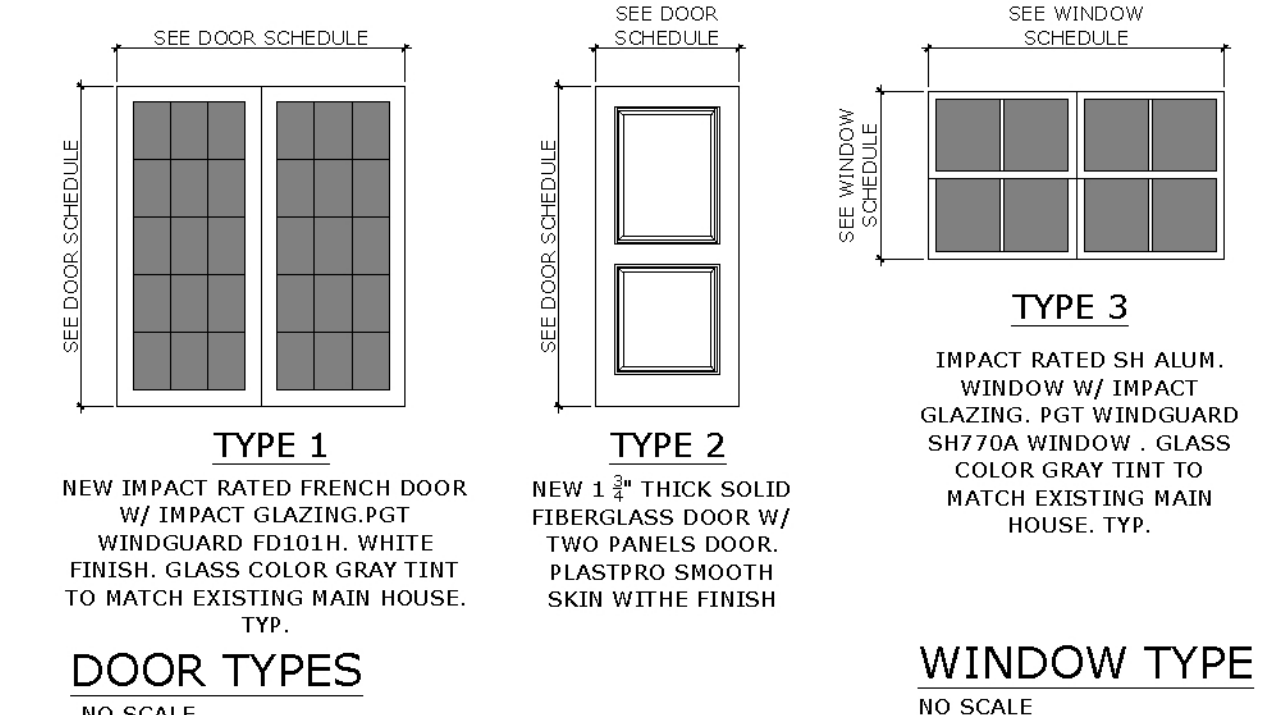 SEE DOOR SCHEDULE
SEE DOOR SCHEDULE
TYPE 1
NEW IMPACT RATED FRENCH DOOR
W/ IMPACT GLAZING.PGT
WINDGUARD FD101H. WHITE
FINISH. GLASS COLOR GRAY TINT
TO MATCH EXISTING MAIN HOUSE.
TYP.
DOOR TYPES
NO SCALE
SEE DOOR
SCHEDULE
SEE DOOR SCHEDULE
TYPE 2
NEW 1 3/4" THICK SOLID
FIBERGLASS DOOR W/
TWO PANELS DOOR.
PLASTPRO SMOOTH
SKIN WITHE FINISH
SEE WINDOW
SCHEDULE
SEE WINDOW
SCHEDULE
TYPE 3
IMPACT RATED SH ALUM.
WINDOW W/ IMPACT
GLAZING. PGT WINDGUARD
SH770A WINDOW . GLASS
COLOR GRAY TINT TO
MATCH EXISTING MAIN
HOUSE. TYP.
WINDOW TYPE
NO SCALE